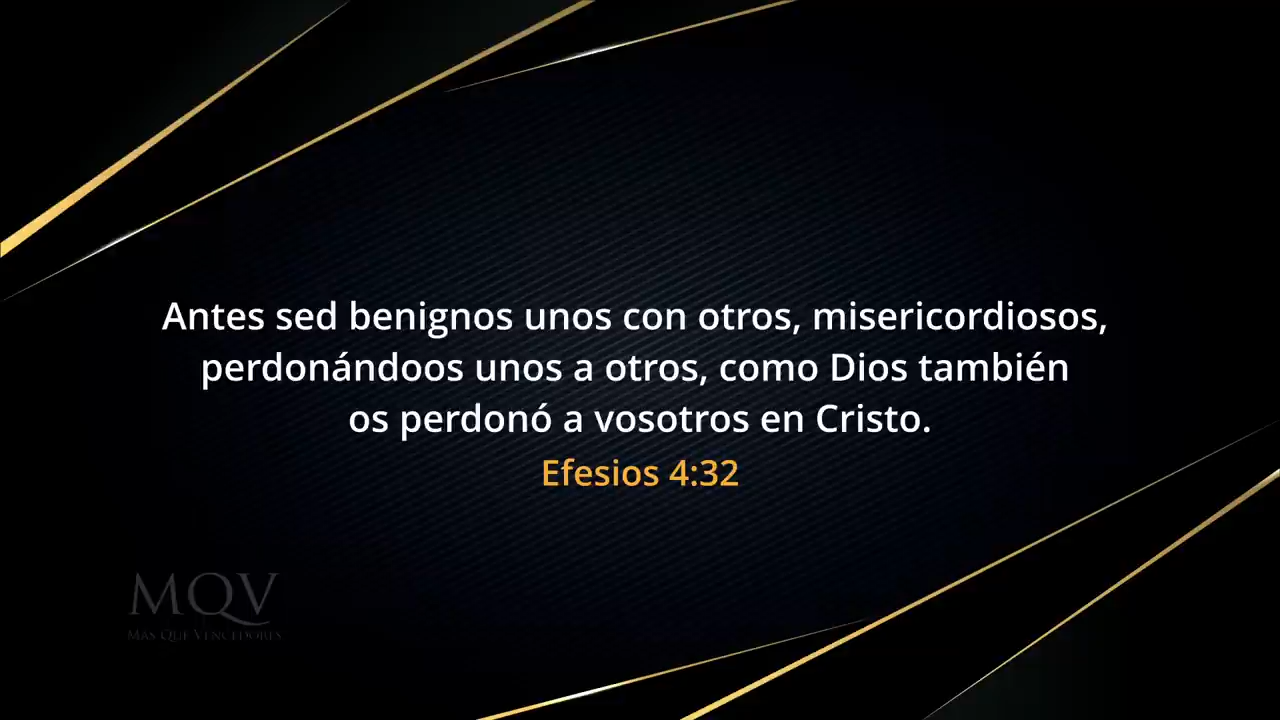 Antes sed benignos unos con otros, misericordiosos,
perdonándoos unos a otros, como Dios también
os perdonó a vosotros en Cristo.
Efesios 4:32
MQV
MÁS QUE VENCEDORES